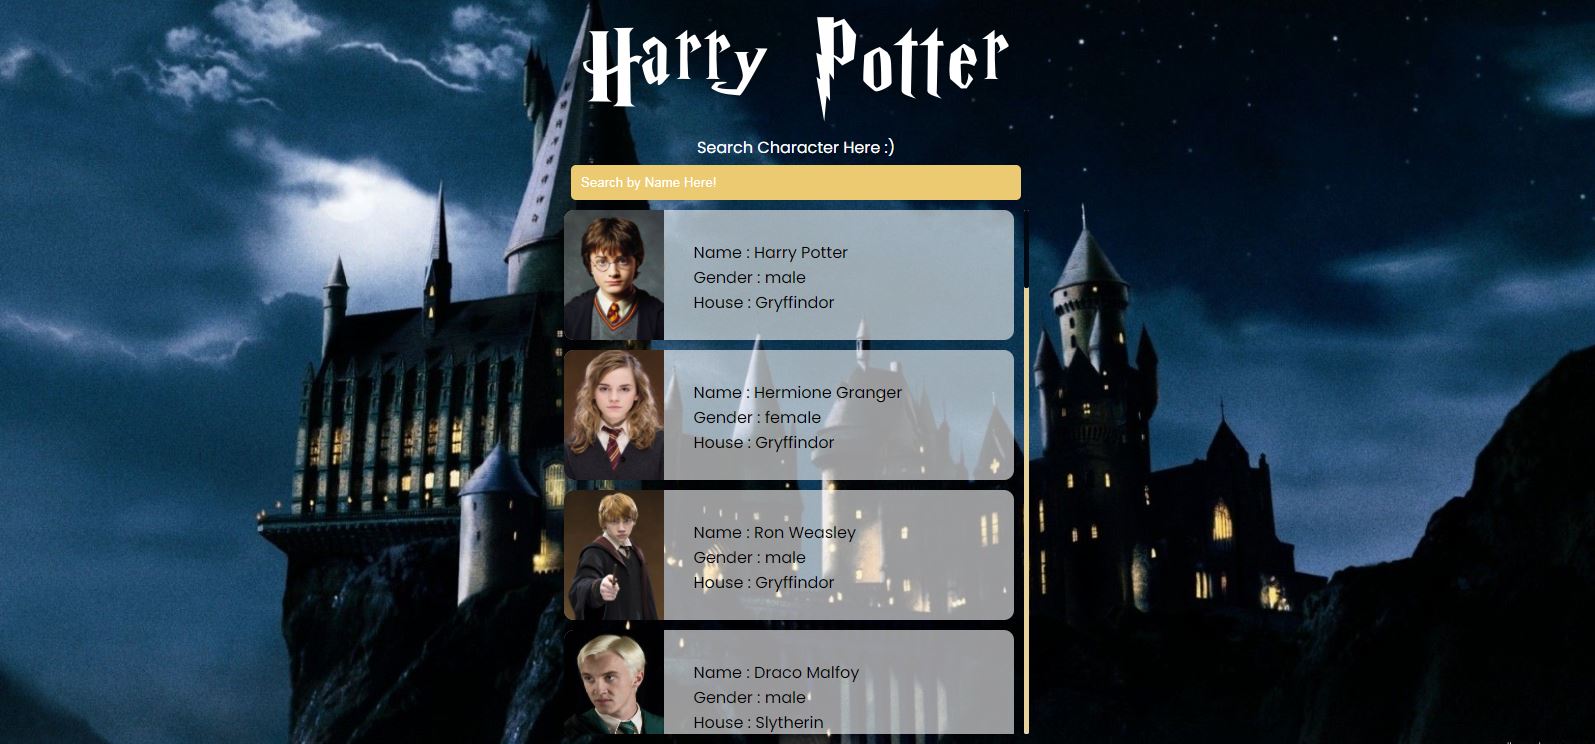 Harry Potter
Search Character Here :)
Search by Name Here!
Name : Harry Potter
Gender : male
House : Gryffindor
Name : Hermione Granger
Gender : female
House : Gryffindor
Name : Ron Weasley
Gender : male
House : Gryffindor
Name : Draco Malfoy
Gender : male
House : Slytherin